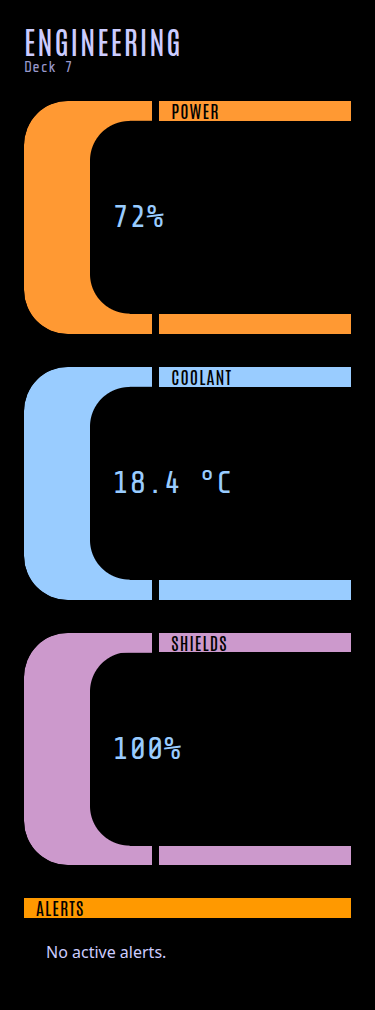 ENGINEERING
Deck 7
POWER
72%
COOLANT
18.4 °C
SHIELDS
100%
ALERTS
No active alerts.